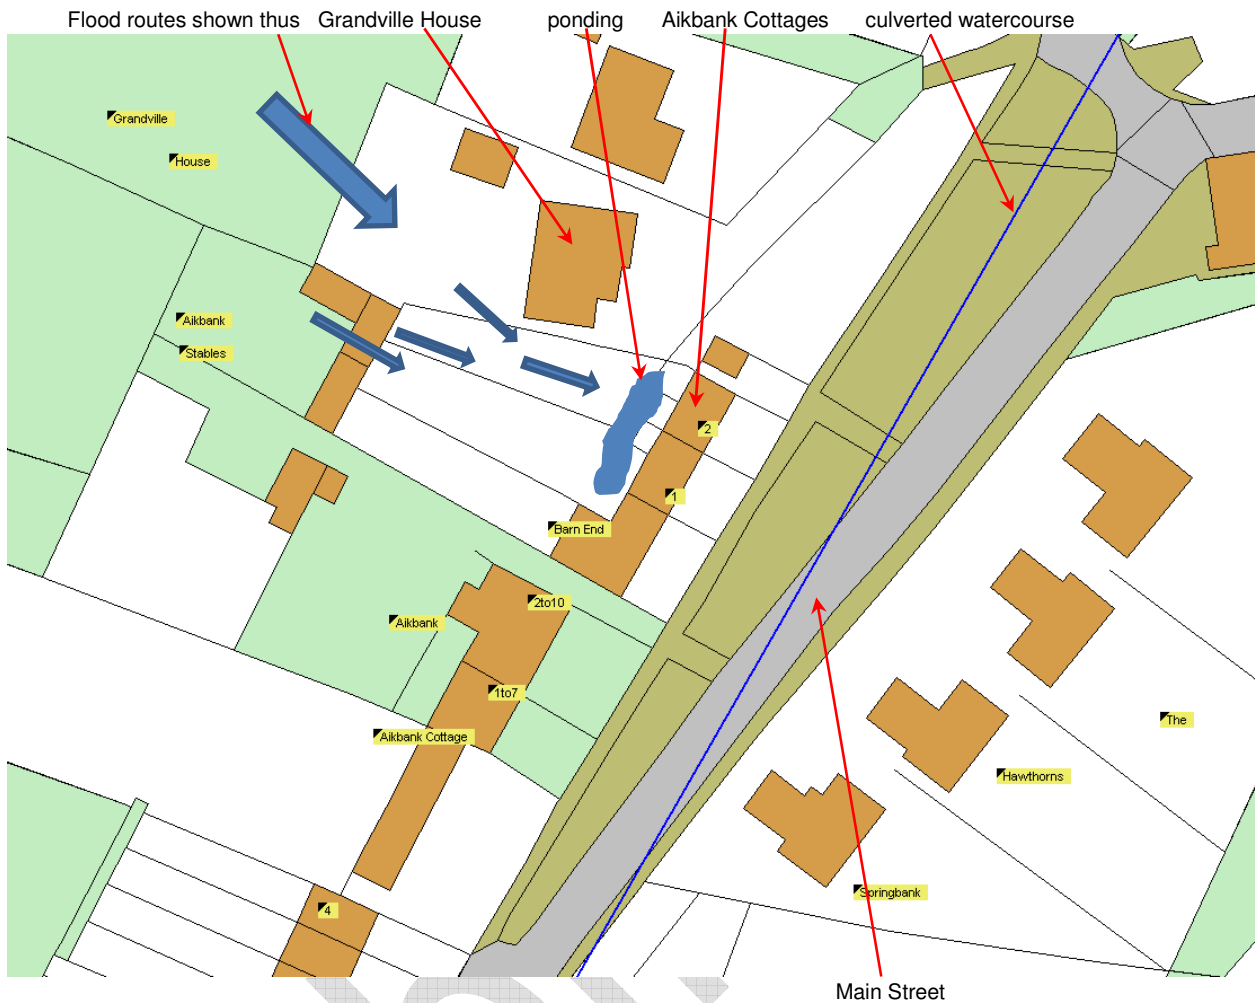 Flood routes shown thus Grandville House ponding Aikbank Cottages culverted watercourse
Grandville
House
Aikbank
Stables
2
1
Barn End
2to10
Aikbank
1to7
Aikbank Cottage
The
Hawthorns
Springbank
4
Main Street